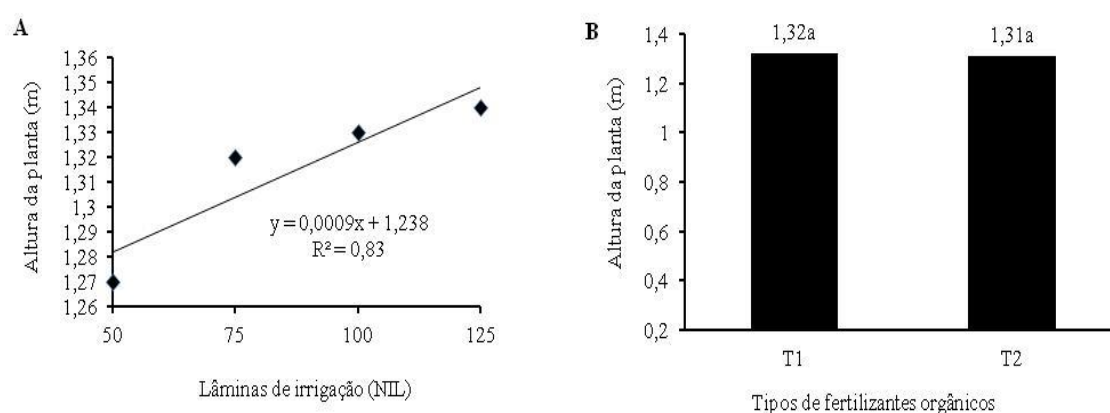 A
Altura da planta (m)
1,36
1,35
1,34
1,33
1,32
1,31
1,3
1,29
1,28
1,27
1,26
y = 0,0009x + 1,238
R² = 0,83
50 75 100 125
Lâminas de irrigação (NIL)
B
Altura da planta (m)
1,4
1,2
1
0,8
0,6
0,4
0,2
1,32a 1,31a
T1 T2
Tipos de fertilizantes orgânicos